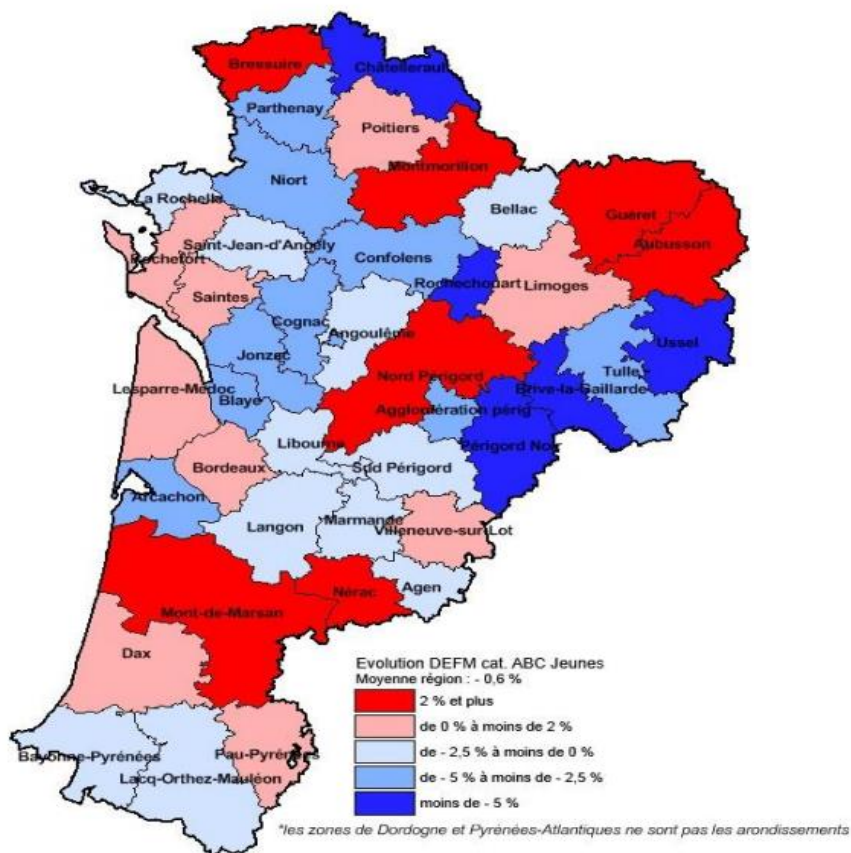 Bressuire
Châtellerault
Parthenay
Poitiers
Montmorillon
Niort
La Rochelle
Bellac
Guéret
Saint-Jean-d'Angély
Aubusson
Rochefort
Confolens
Rochechouart
Limoges
Saintes
Cognac
Angoulême
Ussel
Jonzac
Tulle
Nord Périgord
Brive-la-Gaillarde
Lesparre-Médoc
Blaye
Agglomération périg
Libourne
Périgord Noir
Bordeaux
Sud Périgord
Arcachon
Langon
Marmande
Villeneuve-sur-Lot
Agen
Nérac
Mont-de-Marsan
Dax
Bayonne-Pyrénées
Pau-Pyrénées
Lacq-Orthez-Mauléon
Evolution DEFM cat. ABC Jeunes
Moyenne région : - 0,6 %
2 % et plus
de 0 % à moins de 2 %
de - 2,5 % à moins de 0 %
de - 5 % à moins de - 2,5 %
moins de - 5 %
*les zones de Dordogne et Pyrénées-Atlantiques ne sont pas les arondissements